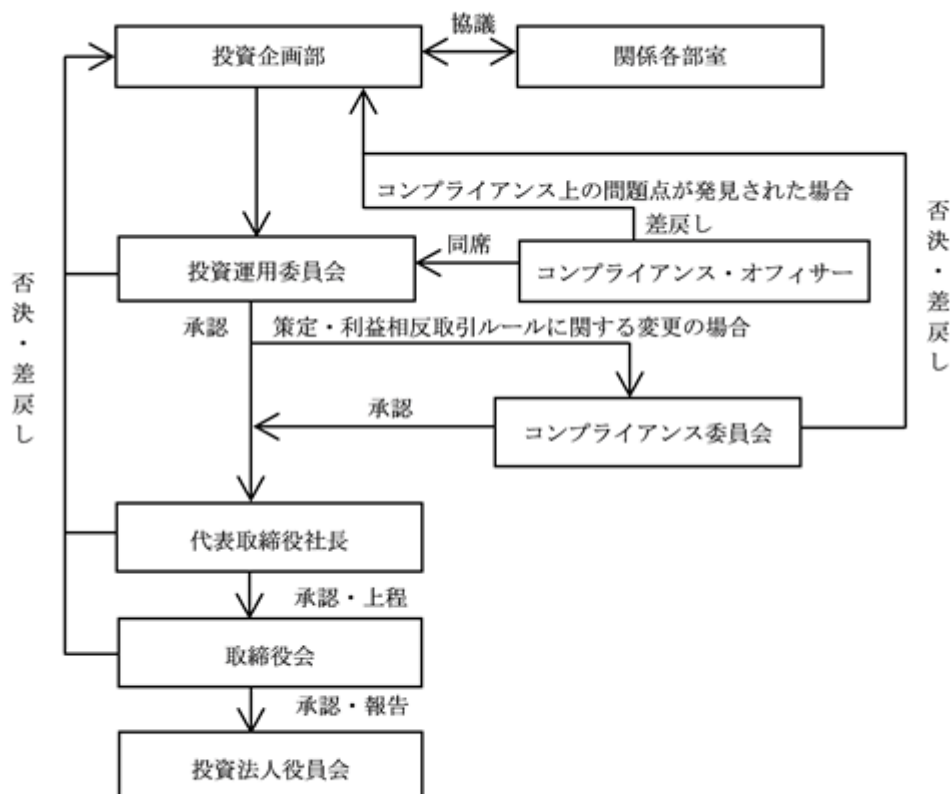 協議
投資企画部
関係各部室
コンプライアンス上の問題点が発見された場合
差戻し
同席
投資運用委員会
コンプライアンス・オフィサー
否決・差戻し
否決・差戻し
承認
策定・利益相反取引ルールに関する変更の場合
承認
コンプライアンス委員会
代表取締役社長
承認・上程
取締役会
承認・報告
投資法人役員会